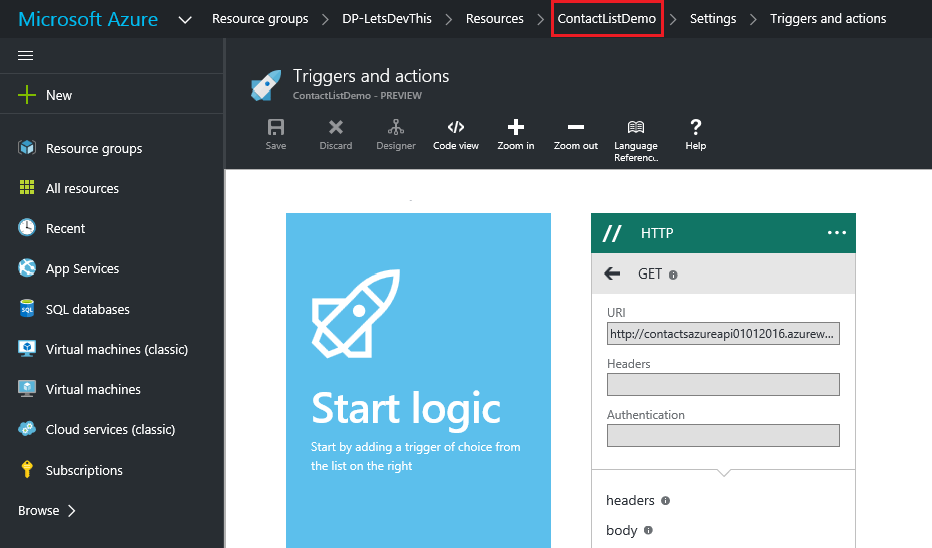 Microsoft Azure Resource groups DP-LetsDevThis Resources ContactListDemo Settings Triggers and actions
New
Resource groups
All resources
Recent
App Services
SQL databases
Virtual machines (classic)
Virtual machines
Cloud services (classic)
Subscriptions
Browse
Triggers and actions
ContactListDemo - PREVIEW
Save Discard Designer Code view Zoom in Zoom out Language Help
Referenc..
Start logic
Start by adding a trigger of choice from
the list on the right
// HTTP ...
GET
URI
http://contactsazureapi01012016.azurew...
Headers
Authentication
headers
body